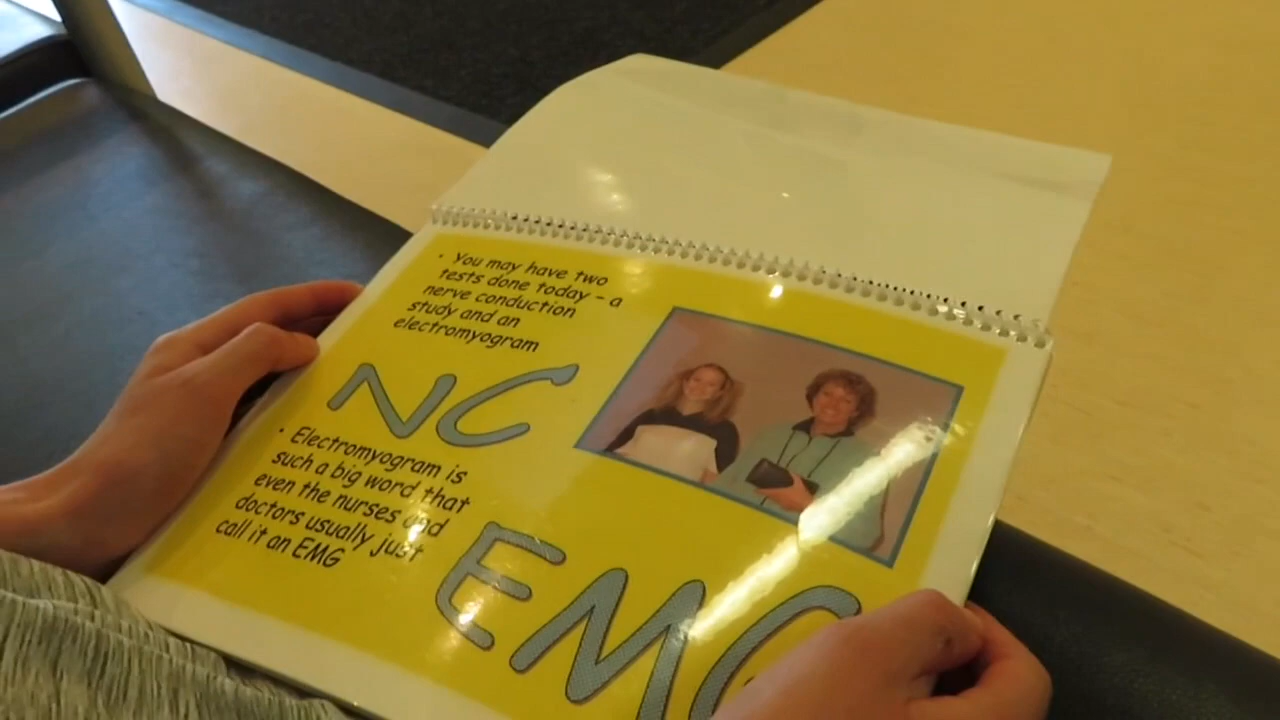 • You may have two
tests done today – a
nerve conduction
study and an
electromyogram
NC
• Electromyogram is
such a big word that
even the nurses and
doctors usually just
call it an EMG
EMG